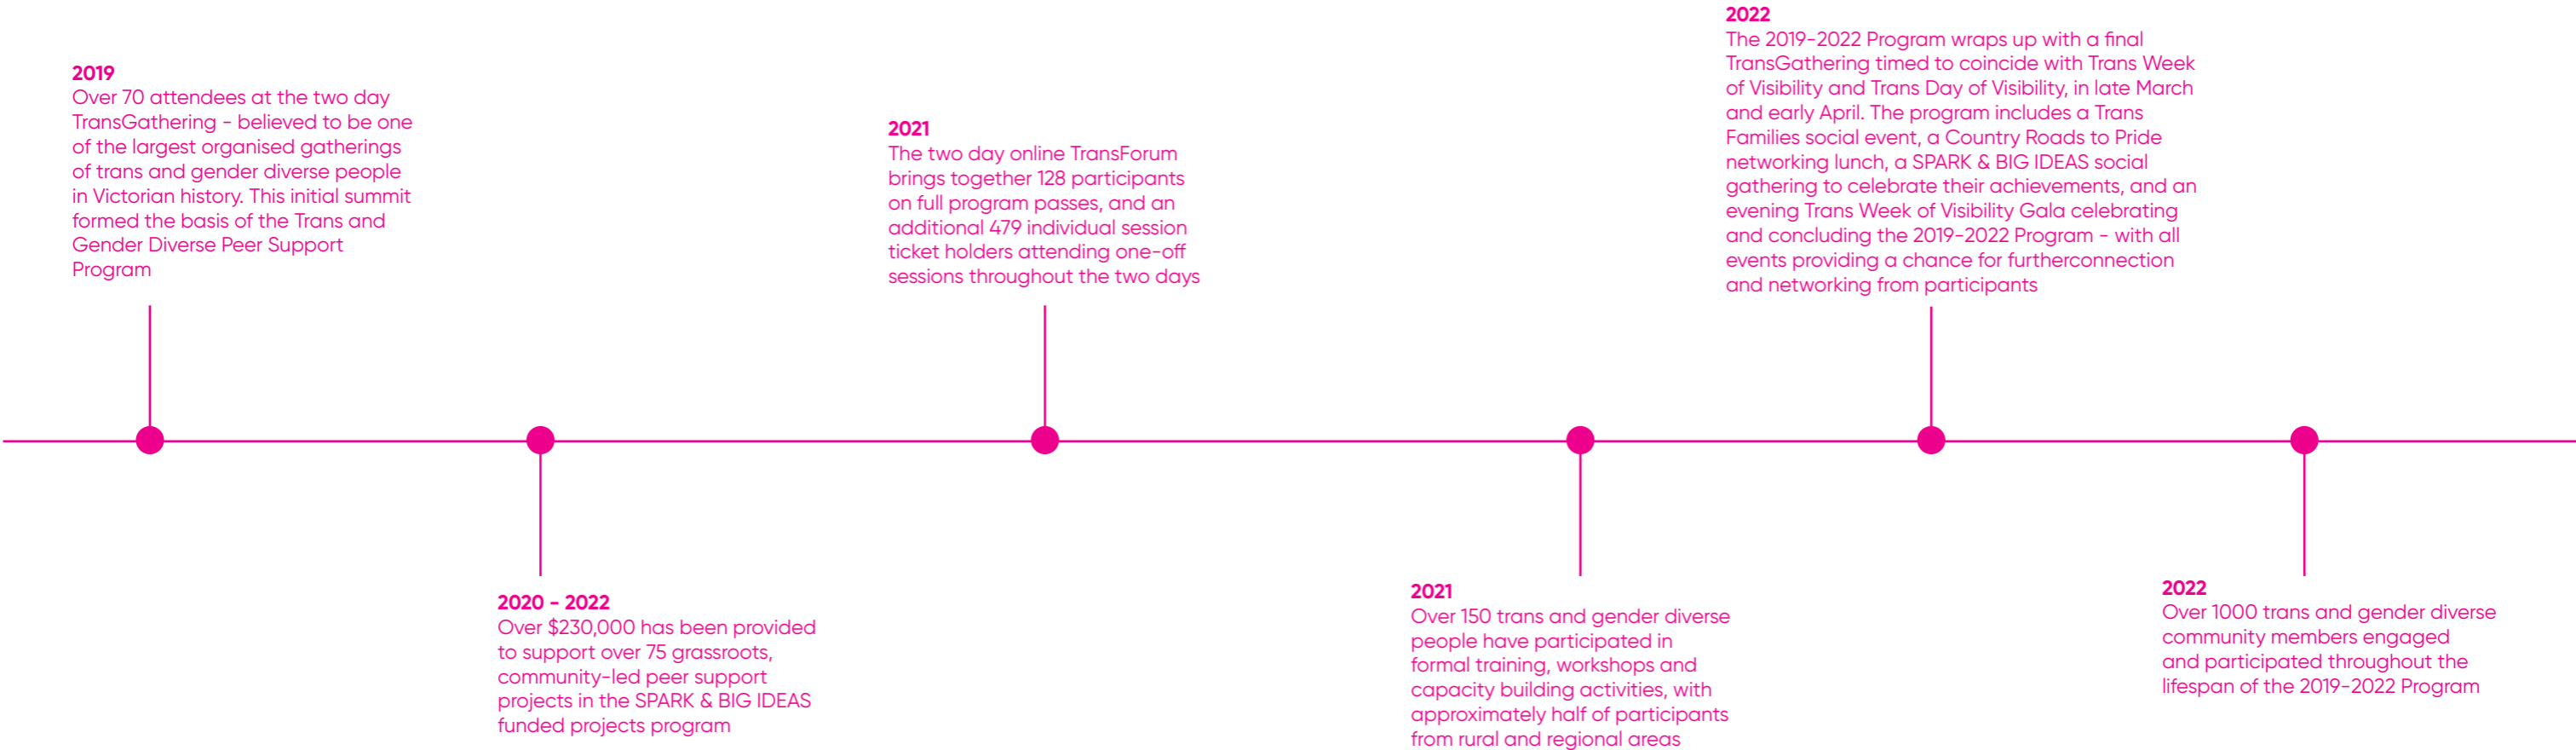 2019
Over 70 attendees at the two day
TransGathering - believed to be one
of the largest organised gatherings
of trans and gender diverse people
in Victorian history. This initial summit
formed the basis of the Trans and
Gender Diverse Peer Support
Program
2020 - 2022
Over $230,000 has been provided
to support over 75 grassroots,
community-led peer support
projects in the SPARK & BIG IDEAS
funded projects program
2021
The two day online TransForum
brings together 128 participants
on full program passes, and an
additional 479 individual session
ticket holders attending one-off
sessions throughout the two days
2021
Over 150 trans and gender diverse
people have participated in
formal training, workshops and
capacity building activities, with
approximately half of participants
from rural and regional areas
2022
The 2019-2022 Program wraps up with a final
TransGathering timed to coincide with Trans Week
of Visibility and Trans Day of Visibility, in late March
and early April. The program includes a Trans
Families social event, a Country Roads to Pride
networking lunch, a SPARK & BIG IDEAS social
gathering to celebrate their achievements, and an
evening Trans Week of Visibility Gala celebrating
and concluding the 2019-2022 Program - with all
events providing a chance for furtherconnection
and networking from participants
2022
Over 1000 trans and gender diverse
community members engaged
and participated throughout the
lifespan of the 2019-2022 Program